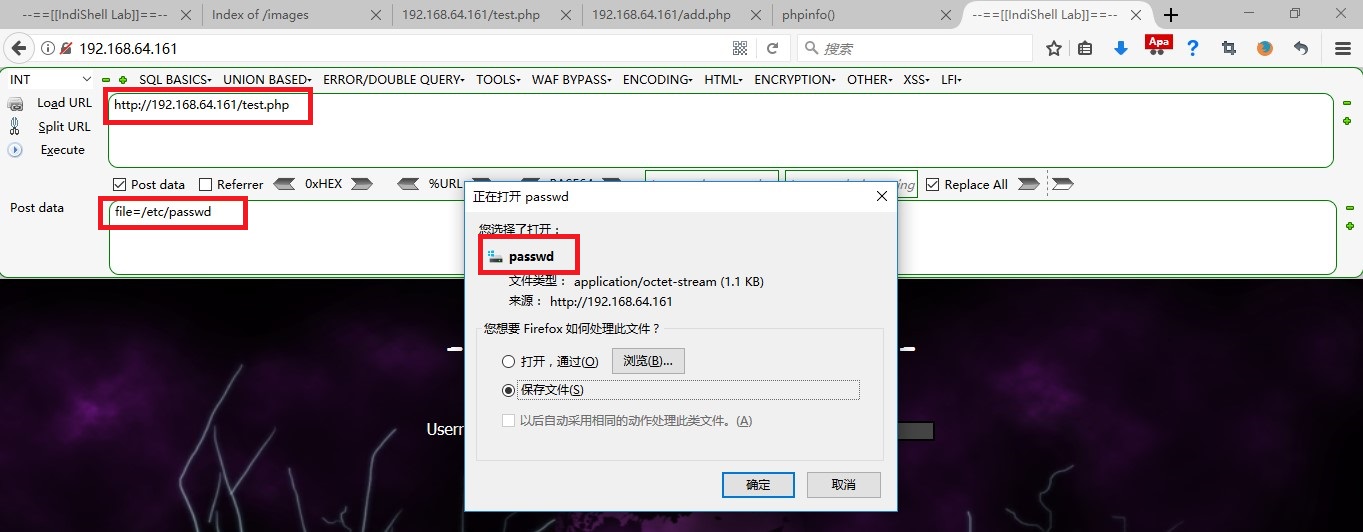 --==[[IndiShell Lab]]==--
Index of /images
192.168.64.161/test.php
192.168.64.161/add.php
phpinfo()
--==[[IndiShell Lab]]==--
192.168.64.161
搜索
Apa
INT
SQL BASICS
UNION BASED
ERROR/DOUBLE QUERY
TOOLS
WAF BYPASS
ENCODING
HTML
ENCRYPTION
OTHER
XSS
LFI
Load URL
http://192.168.64.161/test.php
Split URL
Execute
Post data
Referrer
0xHEX
%URL
Replace All
Post data
file=/etc/passwd
正在打开 passwd
您选择了打开：
passwd
文件类型： application/octet-stream (1.1 KB)
来源： http://192.168.64.161
您想要 Firefox 如何处理此文件？
打开，通过(O)
浏览(B)...
保存文件(S)
以后自动采用相同的动作处理此类文件。(A)
确定
取消